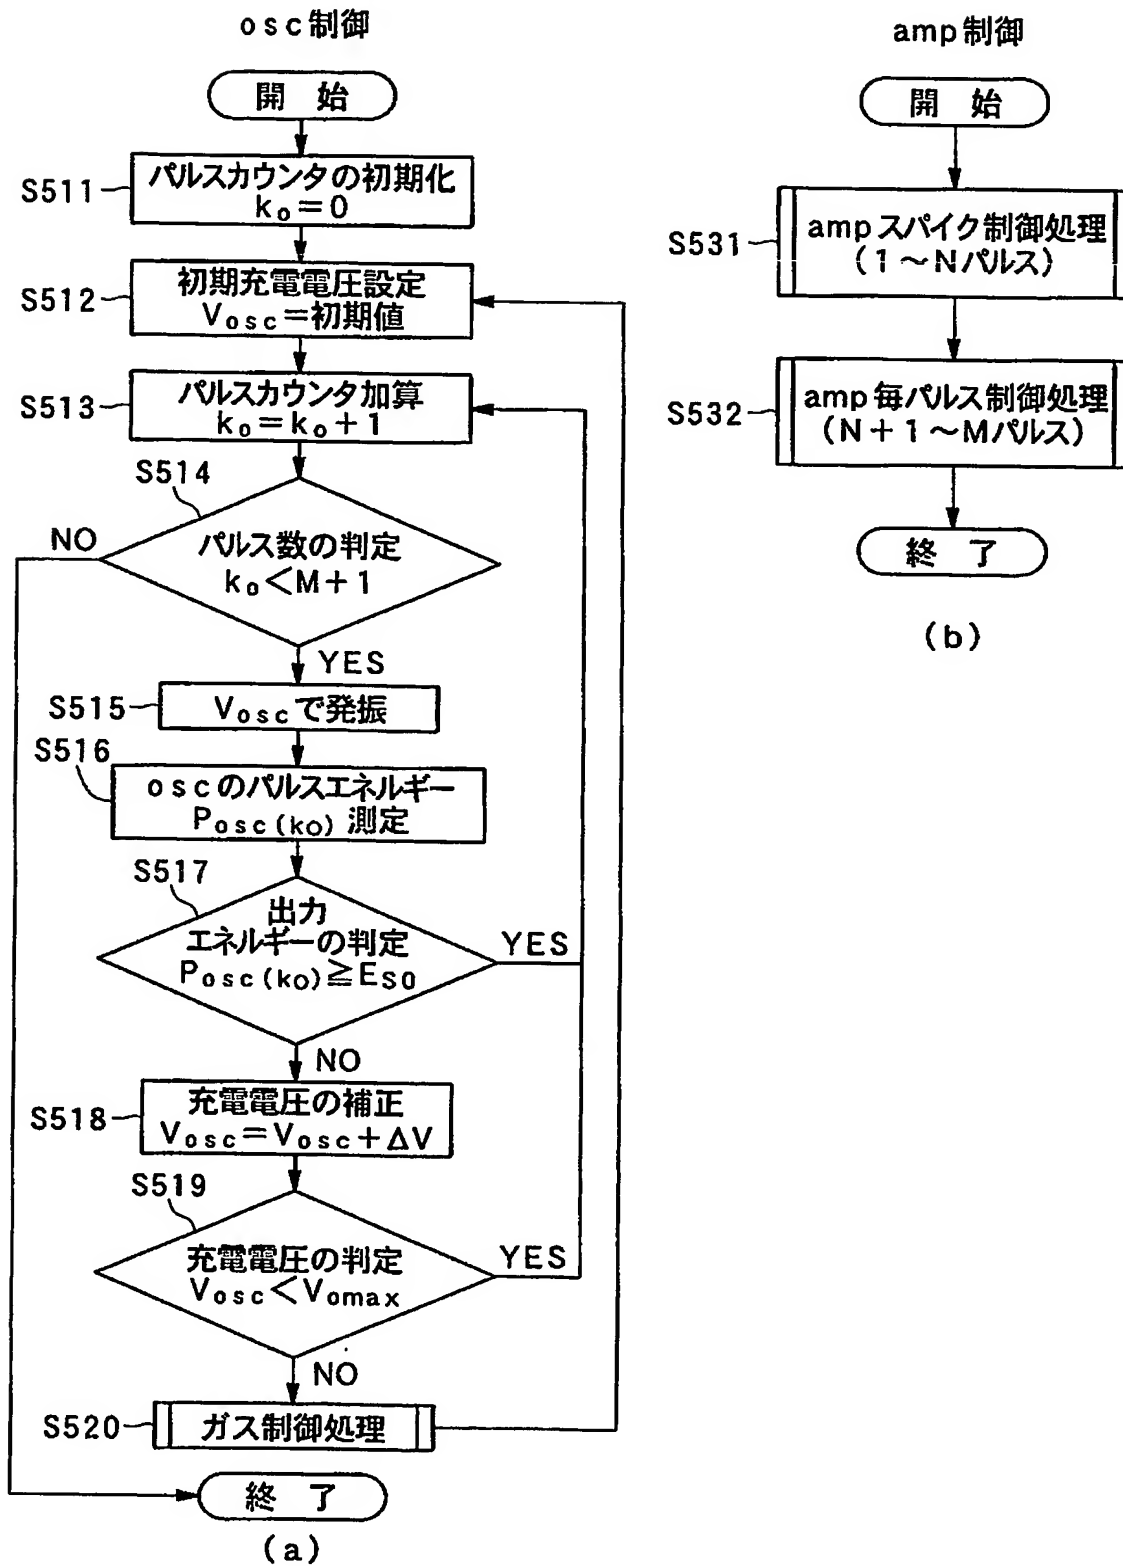 osc制御
開 始
S511
パルスカウンタの初期化
ko=0
S512
初期充電電圧設定
Vosc=初期値
S513
パルスカウンタ加算
ko=ko+1
S514
パルス数の判定
ko<M+1
NO
YES
S515
Voscで発振
S516
oscのパルスエネルギー
Posc(ko) 測定
S517
出力
エネルギーの判定
Posc(ko)≧Eso
YES
NO
S518
充電電圧の補正
Vosc=Vosc+ΔV
S519
充電電圧の判定
Vosc<Vomax
YES
NO
S520
ガス制御処理
終 了
(a)
amp制御
開 始
S531
ampスパイク制御処理
(1~Nパルス)
S532
amp毎パルス制御処理
(N+1~Mパルス)
終 了
(b)